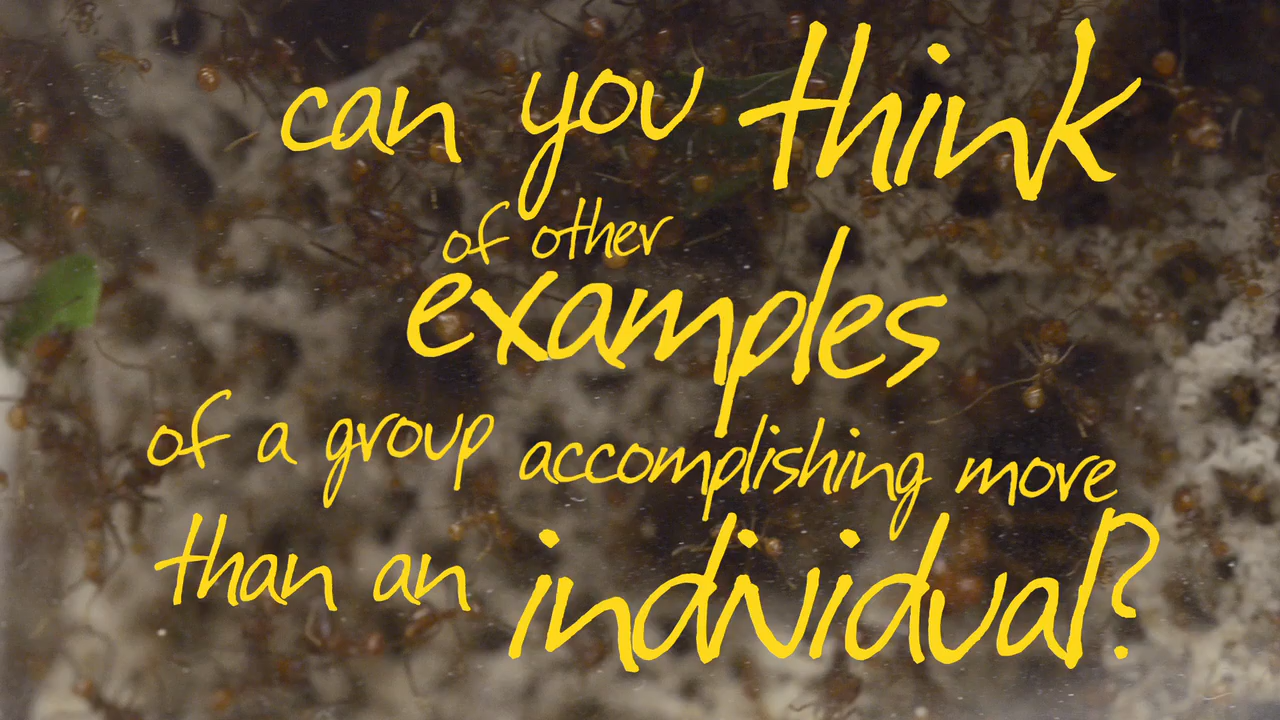 can you think
of other
examples
of a group accomplishing more
than an individual?